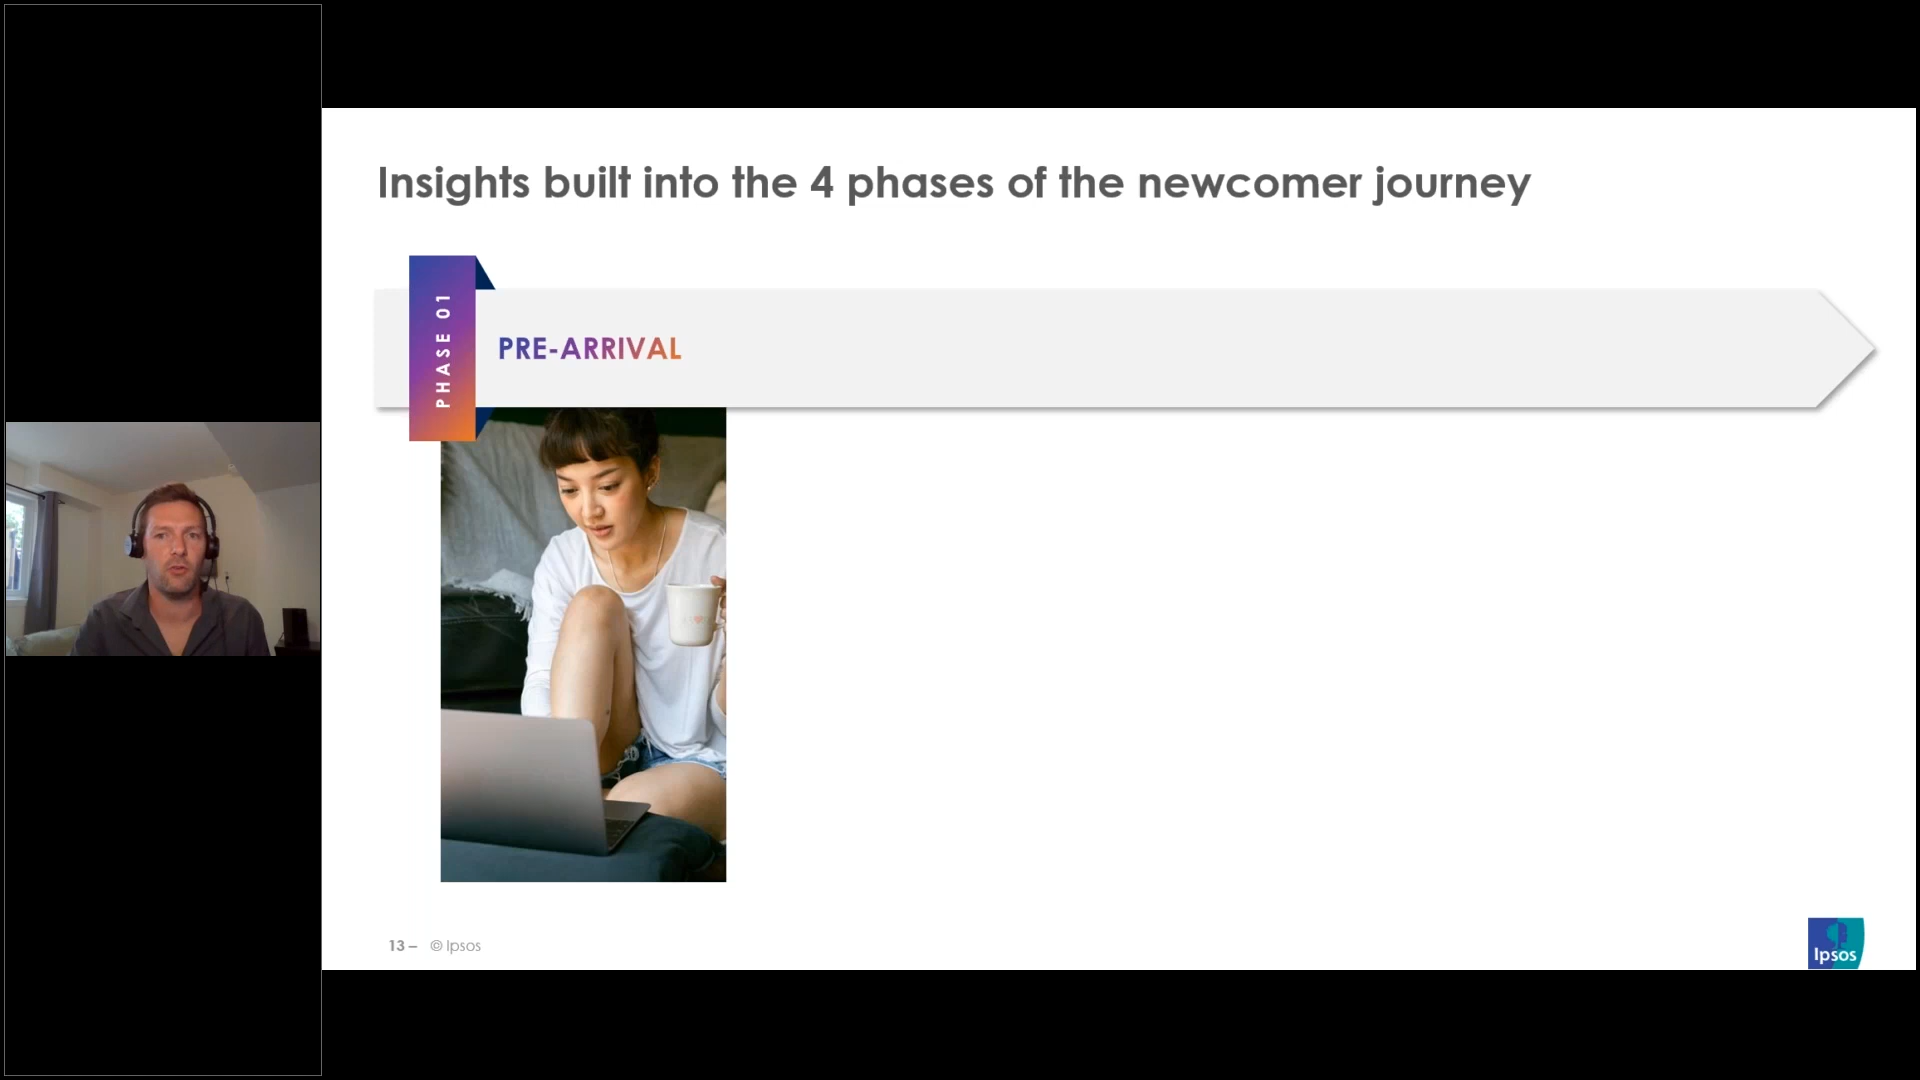 Insights built into the 4 phases of the newcomer journey
PHASE 01
PRE-ARRIVAL
13 – © Ipsos
Ipsos